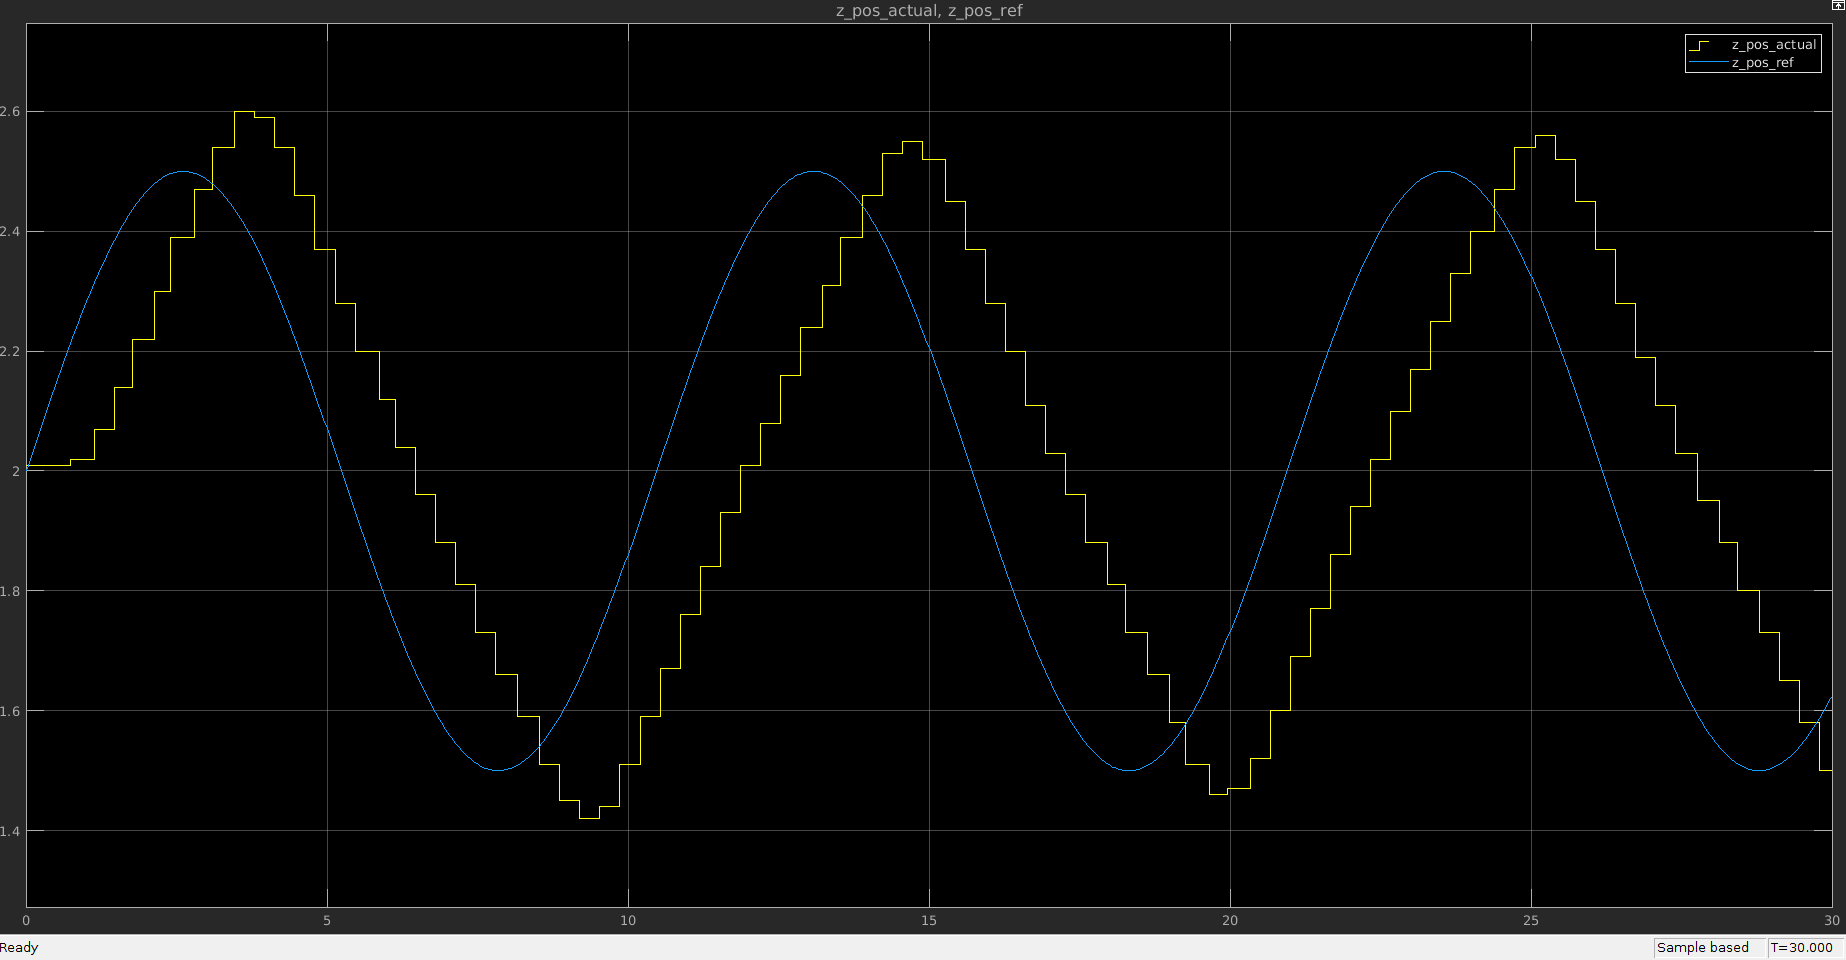 z_pos_actual, z_pos_ref
z_pos_actual
z_pos_ref
2.6
2.4
2.2
2
1.8
1.6
1.4
0 5 10 15 20 25 30
Ready
Sample based T=30.000